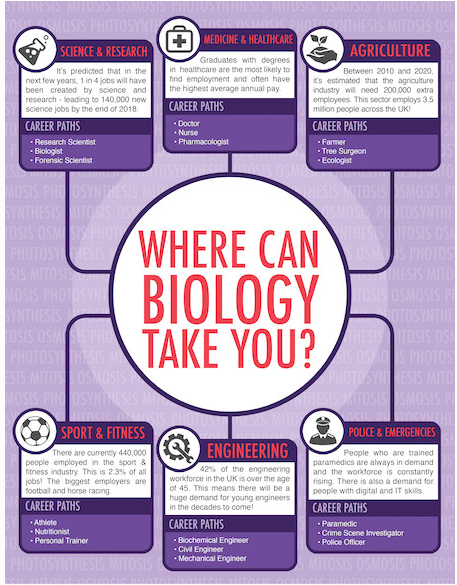 SCIENCE & RESEARCH
It's predicted that in the
next few years, 1 in 4 jobs will have
been created by science and
research - leading to 140,000 new
science jobs by the end of 2018.
CAREER PATHS
• Research Scientist
• Biologist
• Forensic Scientist
MEDICINE & HEALTHCARE
Graduates with degrees
in healthcare are the most likely to
find employment and often have
the highest average annual pay.
CAREER PATHS
• Doctor
• Nurse
• Pharmacologist
AGRICULTURE
Between 2010 and 2020,
it's estimated that the agriculture
industry will need 200,000 extra
employees. This sector employs 3.5
million people across the UK!
CAREER PATHS
• Farmer
• Tree Surgeon
• Ecologist
WHERE CAN
BIOLOGY
TAKE YOU?
SPORT & FITNESS
There are currently 440,000
people employed in the sport &
fitness industry. This is 2.3% of all
jobs! The biggest employers are
football and horse racing.
CAREER PATHS
• Athlete
• Nutritionist
• Personal Trainer
ENGINEERING
42% of the engineering
workforce in the UK is over the age
of 45. This means there will be a
huge demand for young engineers
in the decades to come!
CAREER PATHS
• Biochemical Engineer
• Civil Engineer
• Mechanical Engineer
POLICE & EMERGENCIES
People who are trained
paramedics are always in demand
and the workforce is constantly
rising. There is also a demand for
people with digital and IT skills.
CAREER PATHS
• Paramedic
• Crime Scene Investigator
• Police Officer